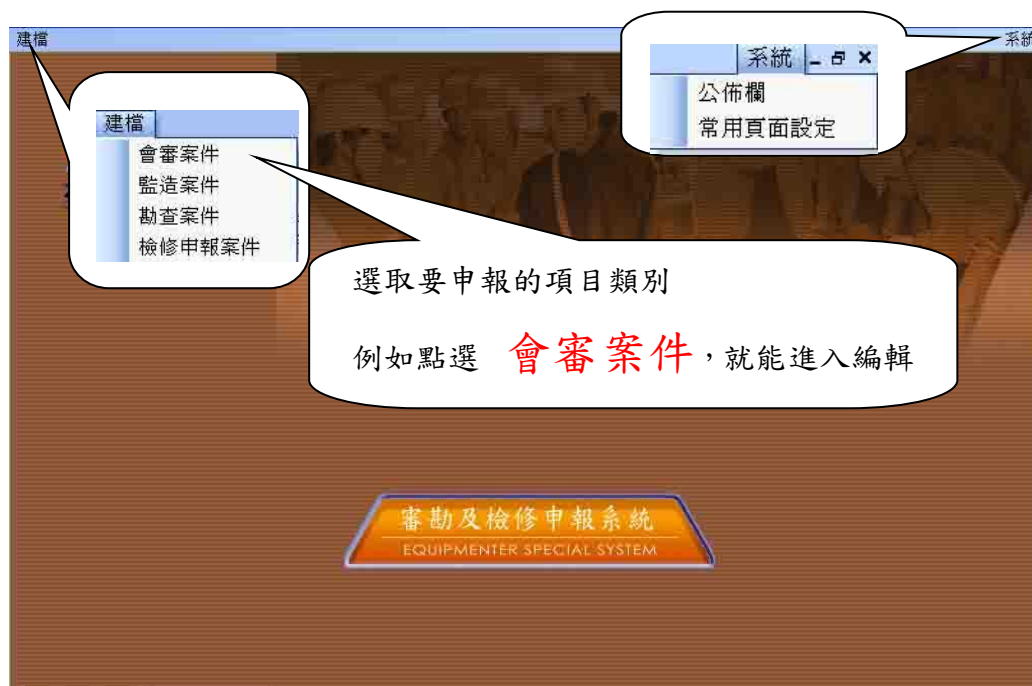 建檔
系統
系統
公佈欄
常用頁面設定
建檔
會審案件
監造案件
勘查案件
檢修申報案件
選取要申報的項目類別
例如點選 會審案件，就能進入編輯
審勘及檢修申報系統
EQUIPMENTER SPECIAL SYSTEM